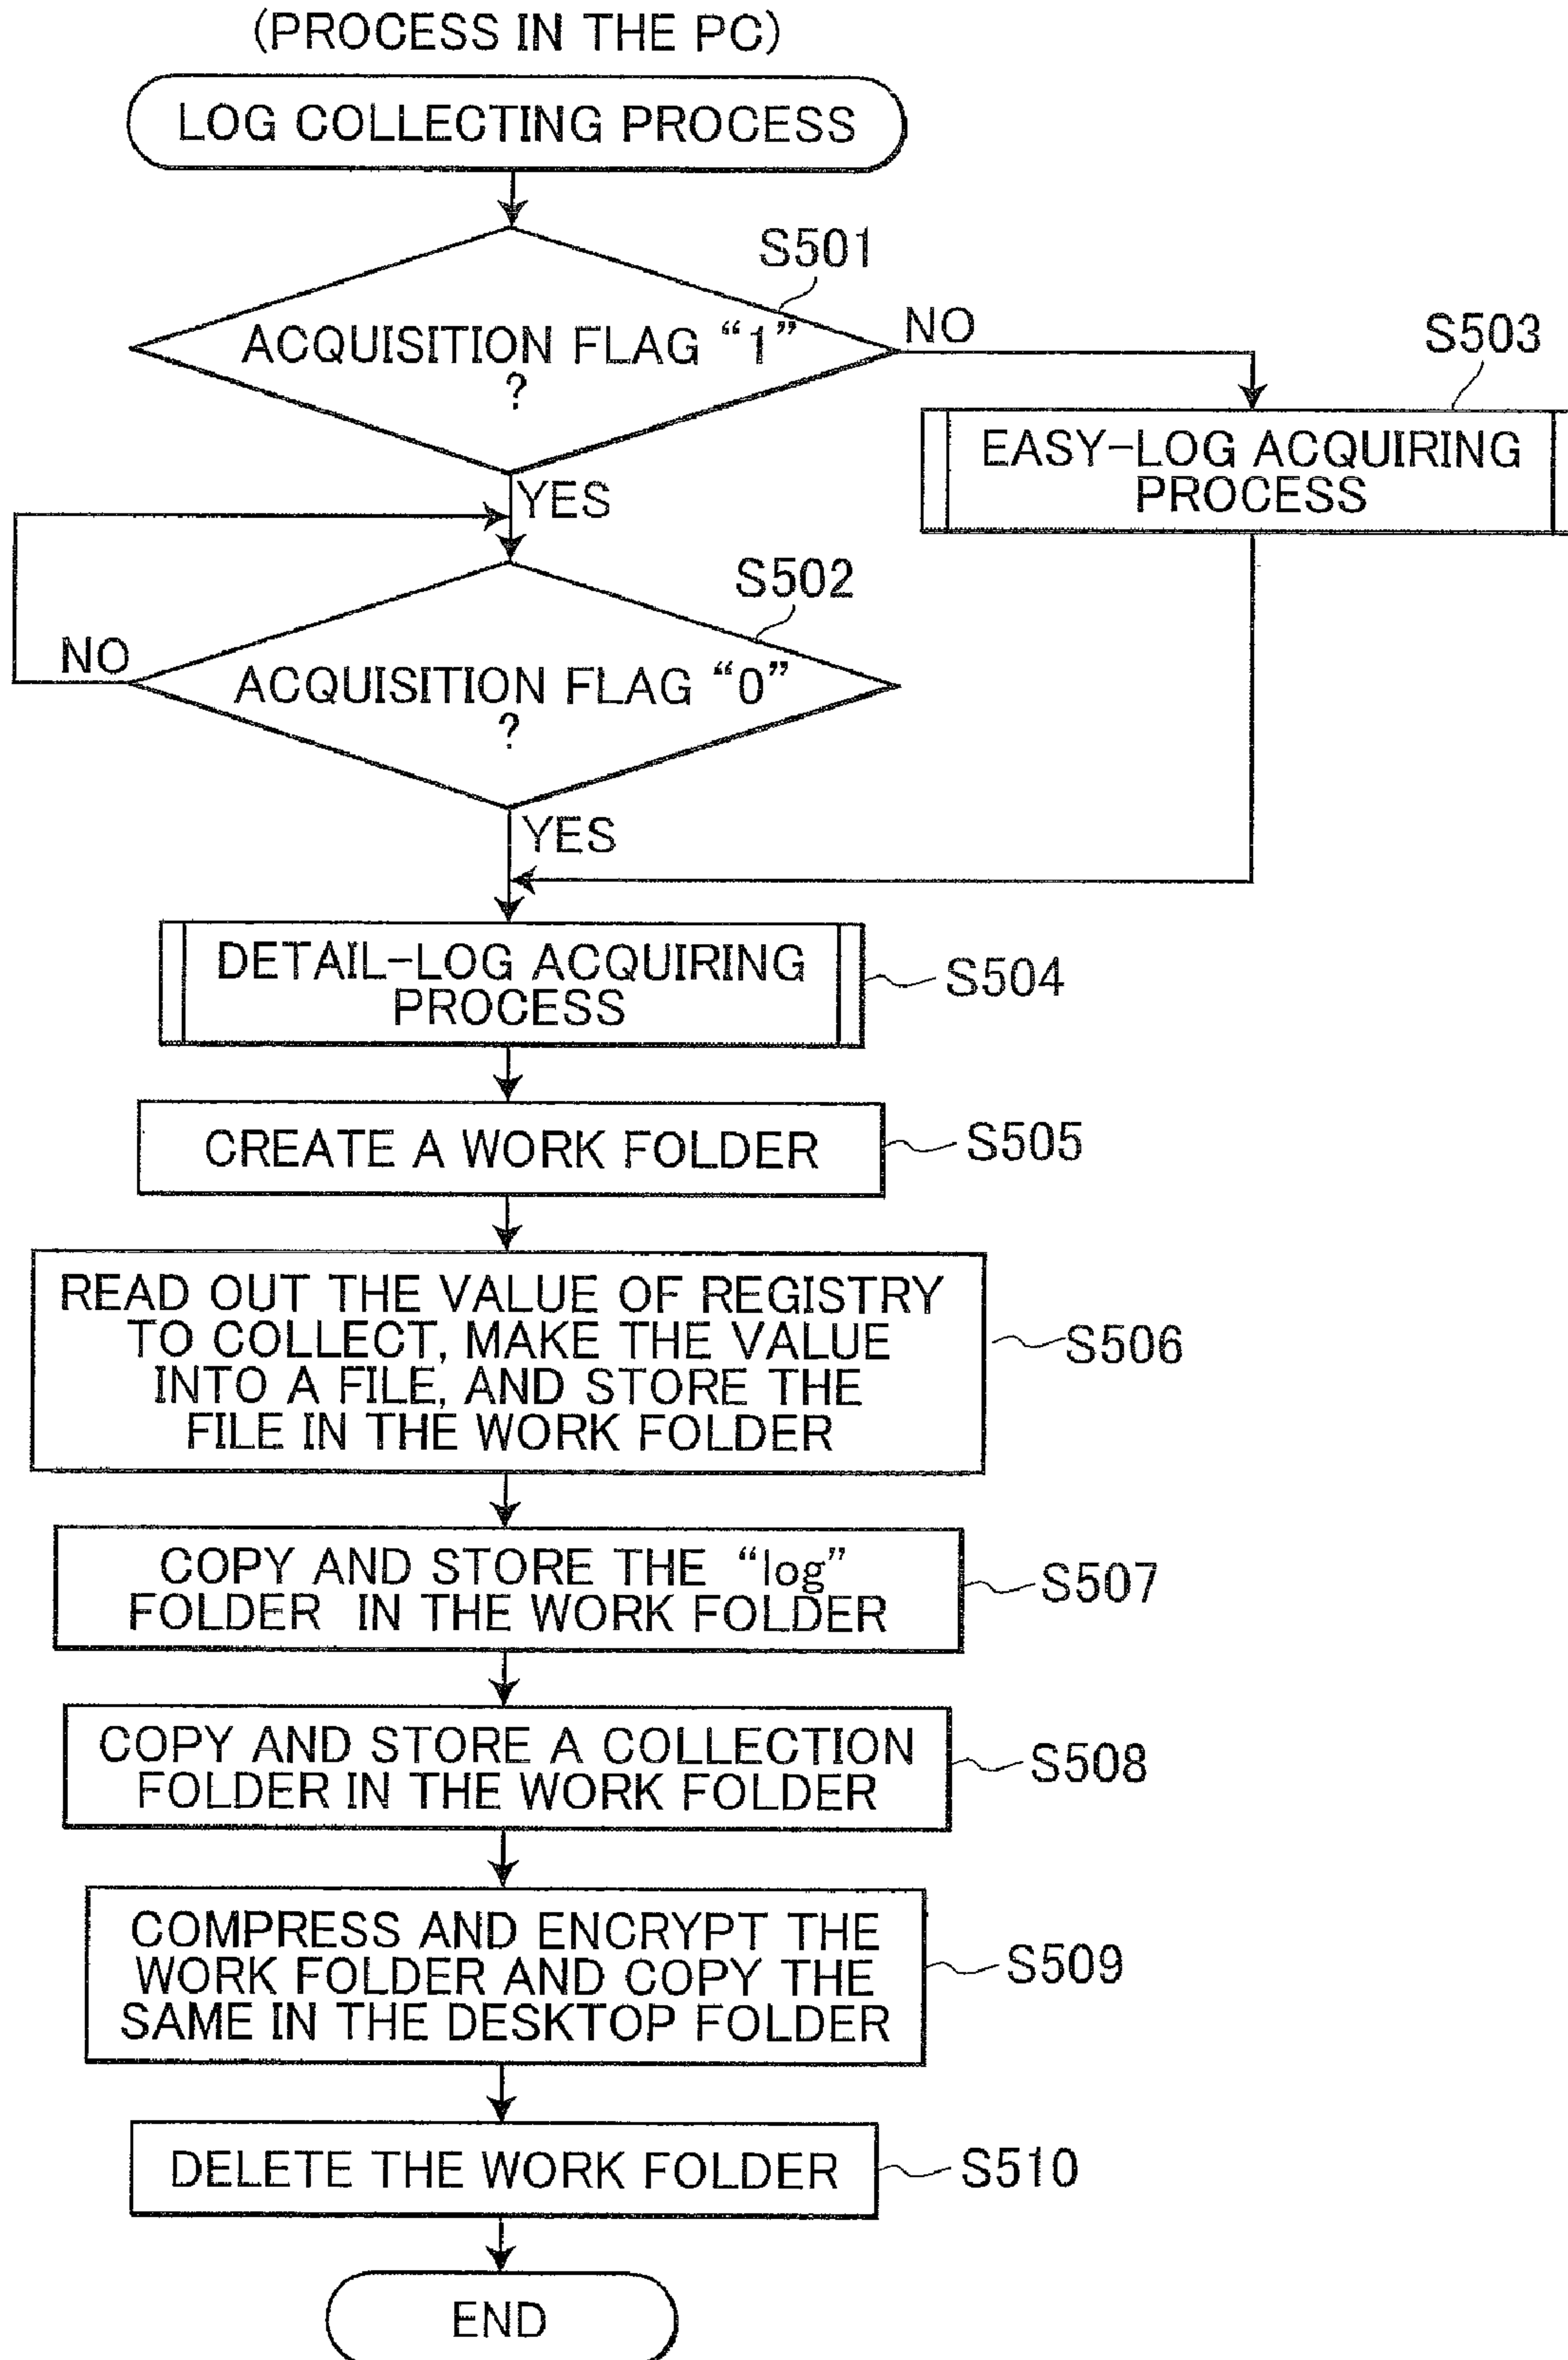 (PROCESS IN THE PC)
LOG COLLECTING PROCESS
S501
ACQUISITION FLAG “1”
?
NO
S503
EASY-LOG ACQUIRING
PROCESS
YES
S502
NO
ACQUISITION FLAG “0”
?
YES
DETAIL-LOG ACQUIRING
PROCESS
S504
CREATE A WORK FOLDER
S505
READ OUT THE VALUE OF REGISTRY
TO COLLECT, MAKE THE VALUE
INTO A FILE, AND STORE THE
FILE IN THE WORK FOLDER
S506
COPY AND STORE THE “log”
FOLDER IN THE WORK FOLDER
S507
COPY AND STORE A COLLECTION
FOLDER IN THE WORK FOLDER
S508
COMPRESS AND ENCRYPT THE
WORK FOLDER AND COPY THE
SAME IN THE DESKTOP FOLDER
S509
DELETE THE WORK FOLDER
S510
END